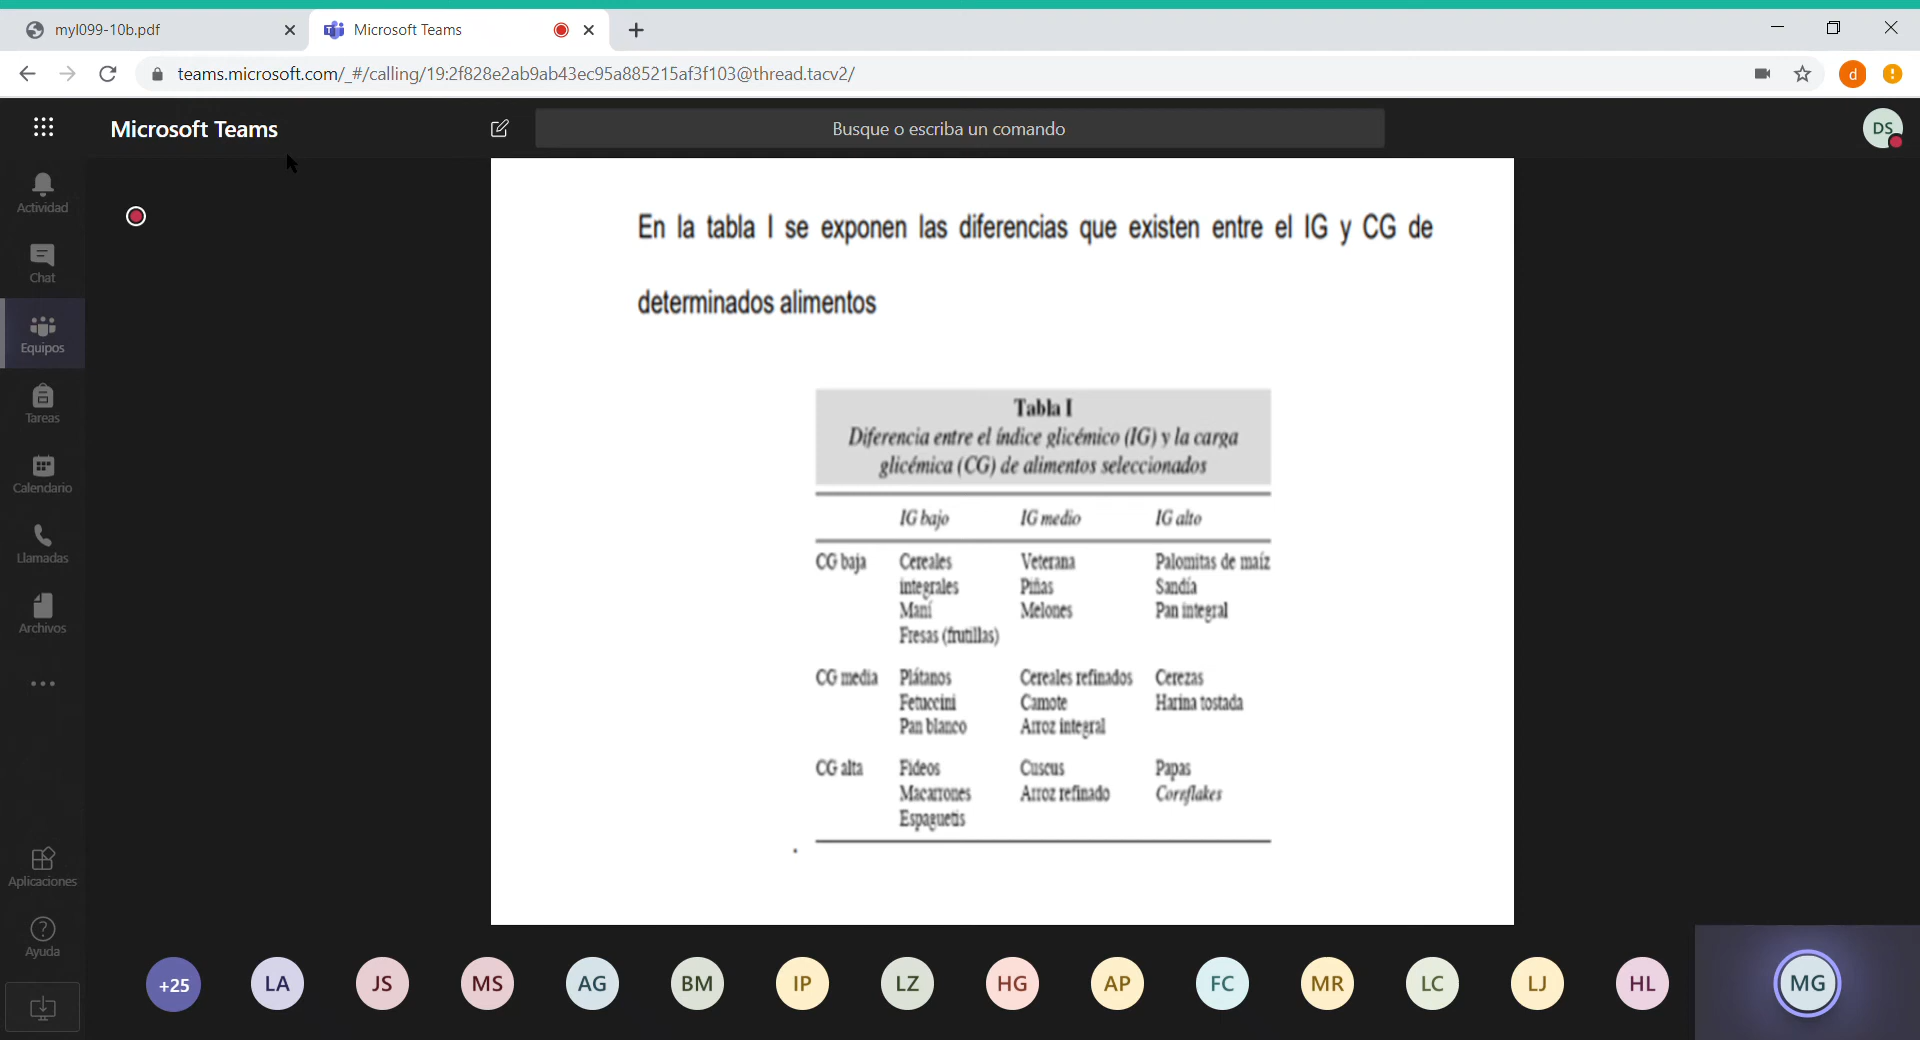 myl099-10b.pdf
Microsoft Teams
teams.microsoft.com/_#/calling/19:2f828e2ab9ab43ec95a885215af3f103@thread.tacv2/
d
Microsoft Teams
Busque o escriba un comando
DS
Actividad
Chat
Equipos
Tareas
Calendario
Llamadas
Archivos
Aplicaciones
Ayuda
En la tabla I se exponen las diferencias que existen entre el IG y CG de
determinados alimentos
Tabla I
Diferencia entre el índice glicémico (IG) y la carga
glicémica (CG) de alimentos seleccionados
IG bajo IG medio IG alto
CG baja Cereales Veterana Palomitas de maíz
integrales Piñas Sandía
Maní Melones Pan integral
Fresas (frutillas)
CG media Plátanos Cereales refinados Cerezas
Fetuccini Camote Harina tostada
Pan blanco Arroz integral
CG alta Fideos Cuscus Papas
Macarrones Arroz refinado Cornflakes
Espaguetis
+25 LA JS MS AG BM IP LZ HG AP FC MR LC LJ HL MG